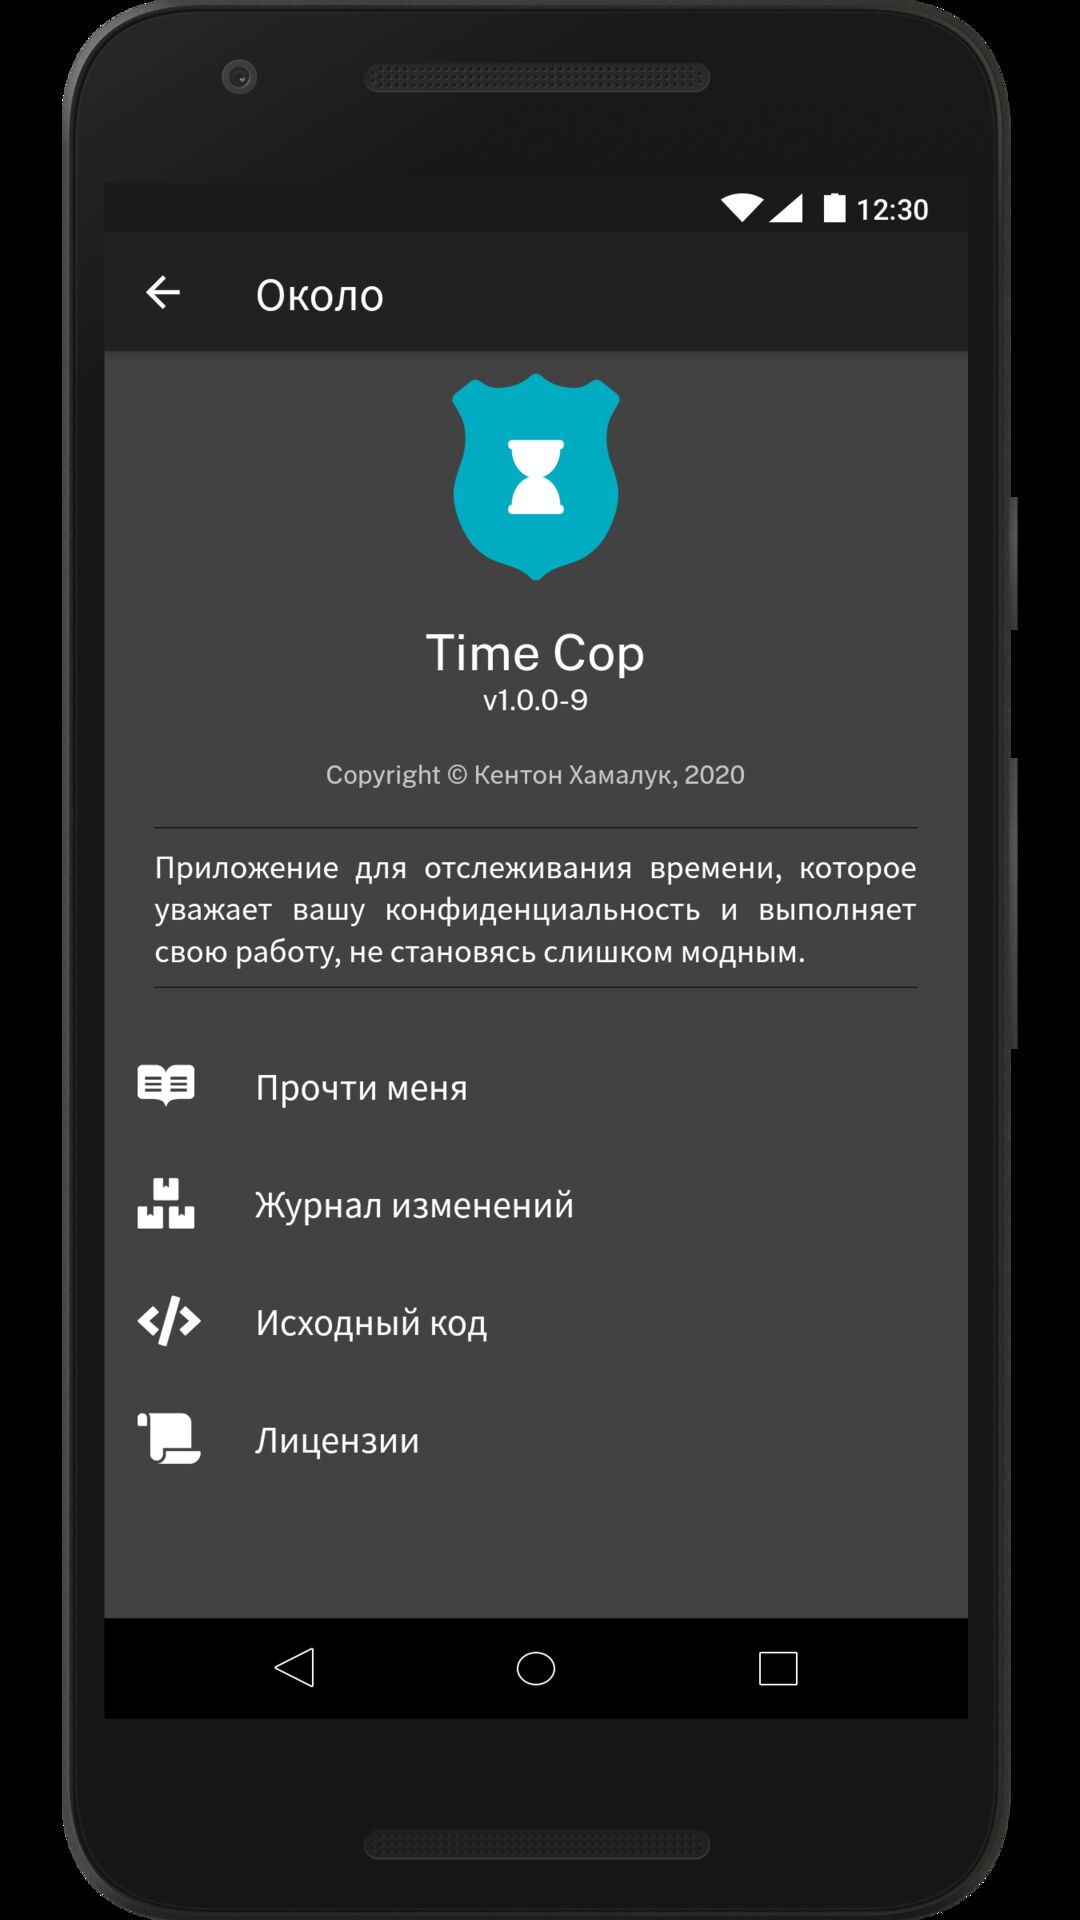 12:30
Около
Time Cop
v1.0.0-9
Copyright © Кентон Хамалук, 2020
Приложение для отслеживания времени, которое
уважает вашу конфиденциальность и выполняет
свою работу, не становясь слишком модным.
Прочти меня
Журнал изменений
Исходный код
Лицензии